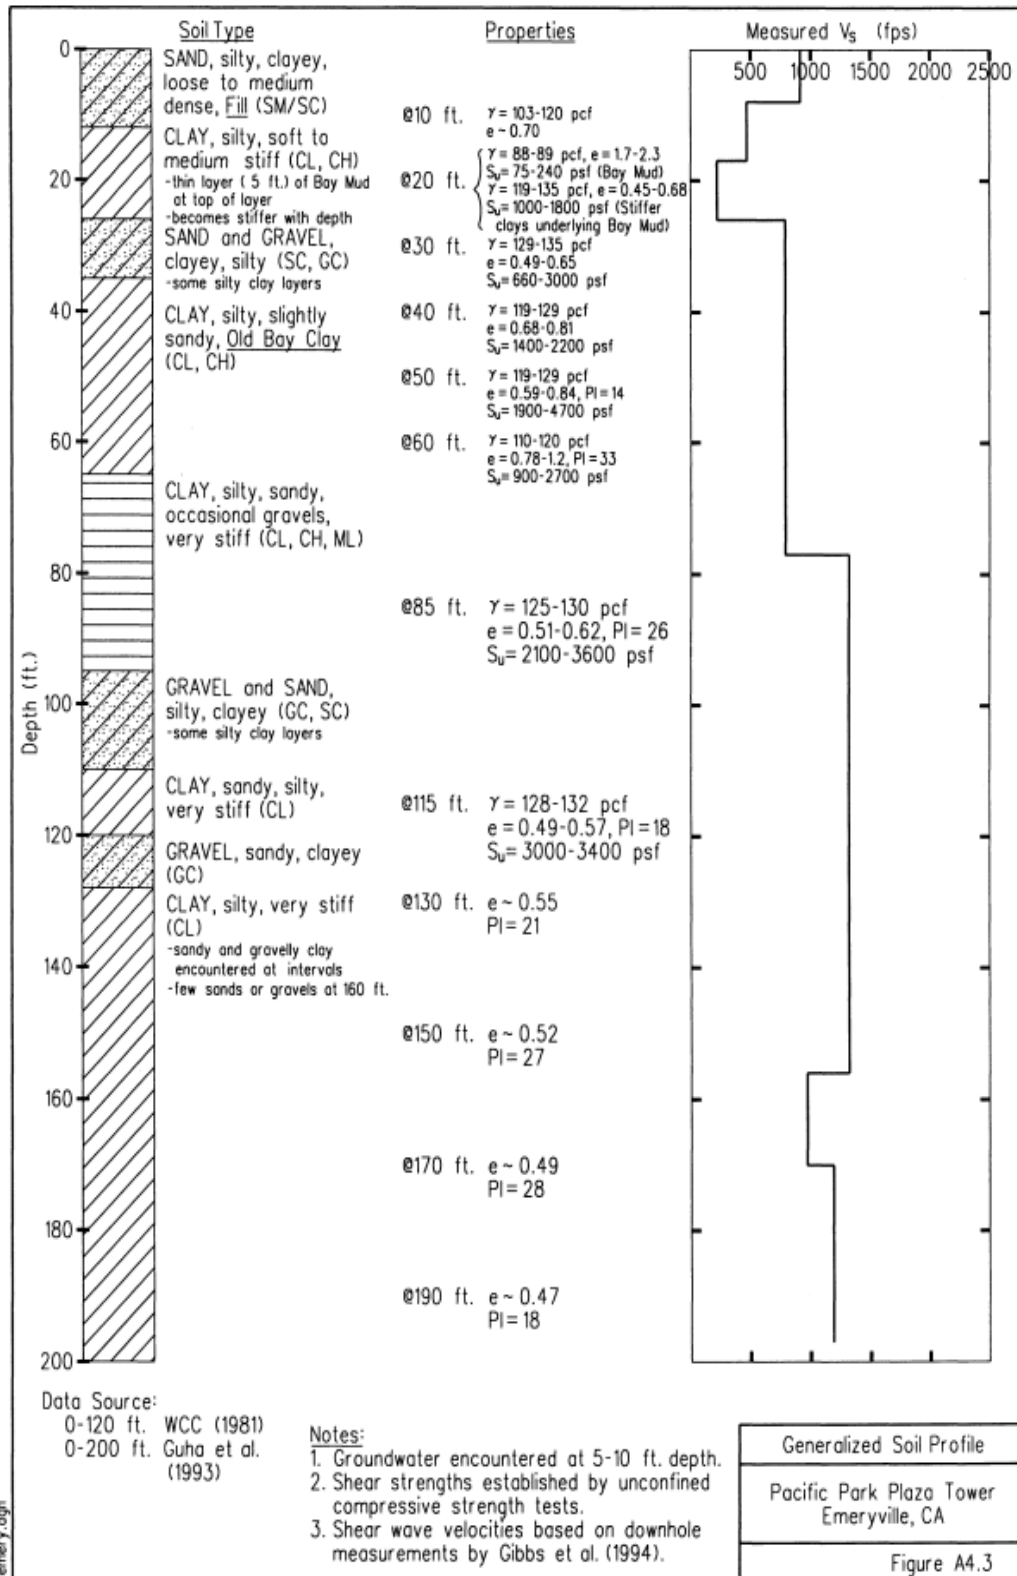 Soil Type
Properties
Measured Vs (fps)
500 1000 1500 2000 2500
Depth (ft.)
0
20
40
60
80
100
120
140
160
180
200
SAND, silty, clayey,
loose to medium
dense, Fill (SM/SC)
CLAY, silty, soft to
medium stiff (CL, CH)
-thin layer ( 5 ft.) of Bay Mud
at top of layer
-becomes stiffer with depth
SAND and GRAVEL,
clayey, silty (SC, GC)
-some silty clay layers
CLAY, silty, slightly
sandy, Old Bay Clay
(CL, CH)
CLAY, silty, sandy,
occasional gravels,
very stiff (CL, CH, ML)
GRAVEL and SAND,
silty, clayey (GC, SC)
-some silty clay layers
CLAY, sandy, silty,
very stiff (CL)
GRAVEL, sandy, clayey
(GC)
CLAY, silty, very stiff
(CL)
-sandy and gravelly clay
encountered at intervals
-few sands or gravels at 160 ft.
@10 ft. γ = 103-120 pcf
e ~ 0.70
@20 ft. γ = 88-89 pcf, e = 1.7-2.3
Su= 75-240 psf (Bay Mud)
γ = 119-135 pcf, e = 0.45-0.68
Su= 1000-1800 psf (Stiffer
clays underlying Bay Mud)
@30 ft. γ = 129-135 pcf
e = 0.49-0.65
Su= 660-3000 psf
@40 ft. γ = 119-129 pcf
e = 0.68-0.81
Su= 1400-2200 psf
@50 ft. γ = 119-129 pcf
e = 0.59-0.84, PI = 14
Su= 1900-4700 psf
@60 ft. γ = 110-120 pcf
e = 0.78-1.2, PI = 33
Su= 900-2700 psf
@85 ft. γ = 125-130 pcf
e = 0.51-0.62, PI = 26
Su= 2100-3600 psf
@115 ft. γ = 128-132 pcf
e = 0.49-0.57, PI = 18
Su= 3000-3400 psf
@130 ft. e ~ 0.55
PI = 21
@150 ft. e ~ 0.52
PI = 27
@170 ft. e ~ 0.49
PI = 28
@190 ft. e ~ 0.47
PI = 18
Data Source:
0-120 ft. WCC (1981)
0-200 ft. Guha et al.
(1993)
Notes:
1. Groundwater encountered at 5-10 ft. depth.
2. Shear strengths established by unconfined
compressive strength tests.
3. Shear wave velocities based on downhole
measurements by Gibbs et al. (1994).
Generalized Soil Profile
Pacific Park Plaza Tower
Emeryville, CA
Figure A4.3
emery.dgn